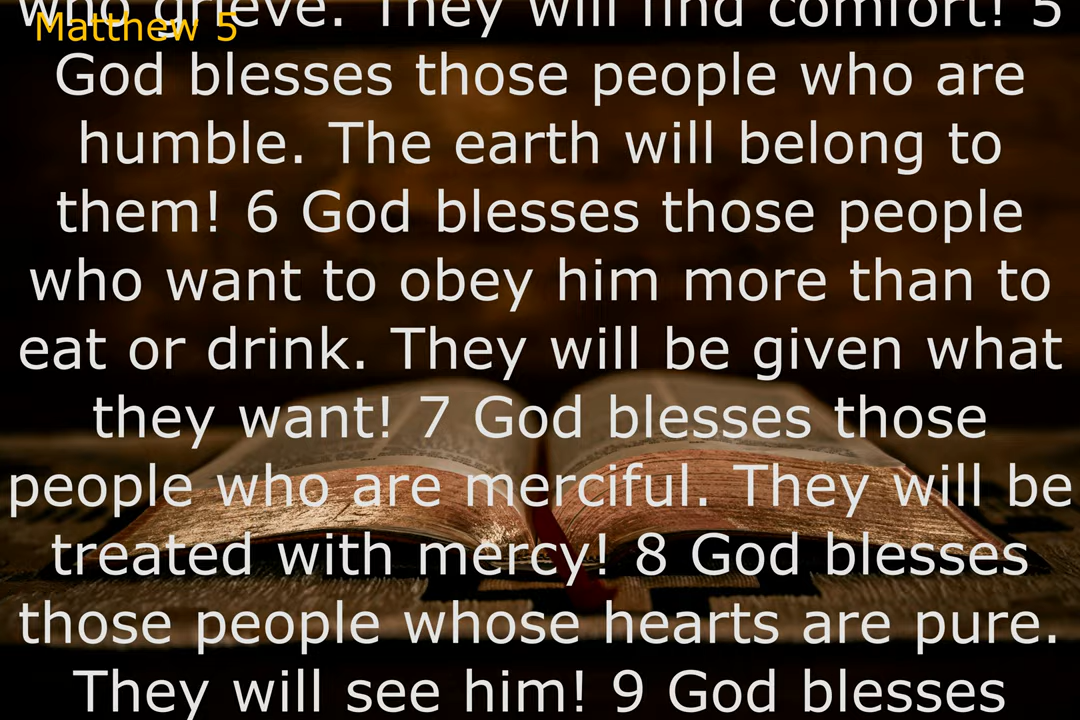 who grieve. They will find comfort! 5
Matthew 5
God blesses those people who are
humble. The earth will belong to
them! 6 God blesses those people
who want to obey him more than to
eat or drink. They will be given what
they want! 7 God blesses those
people who are merciful. They will be
treated with mercy! 8 God blesses
those people whose hearts are pure.
They will see him! 9 God blesses